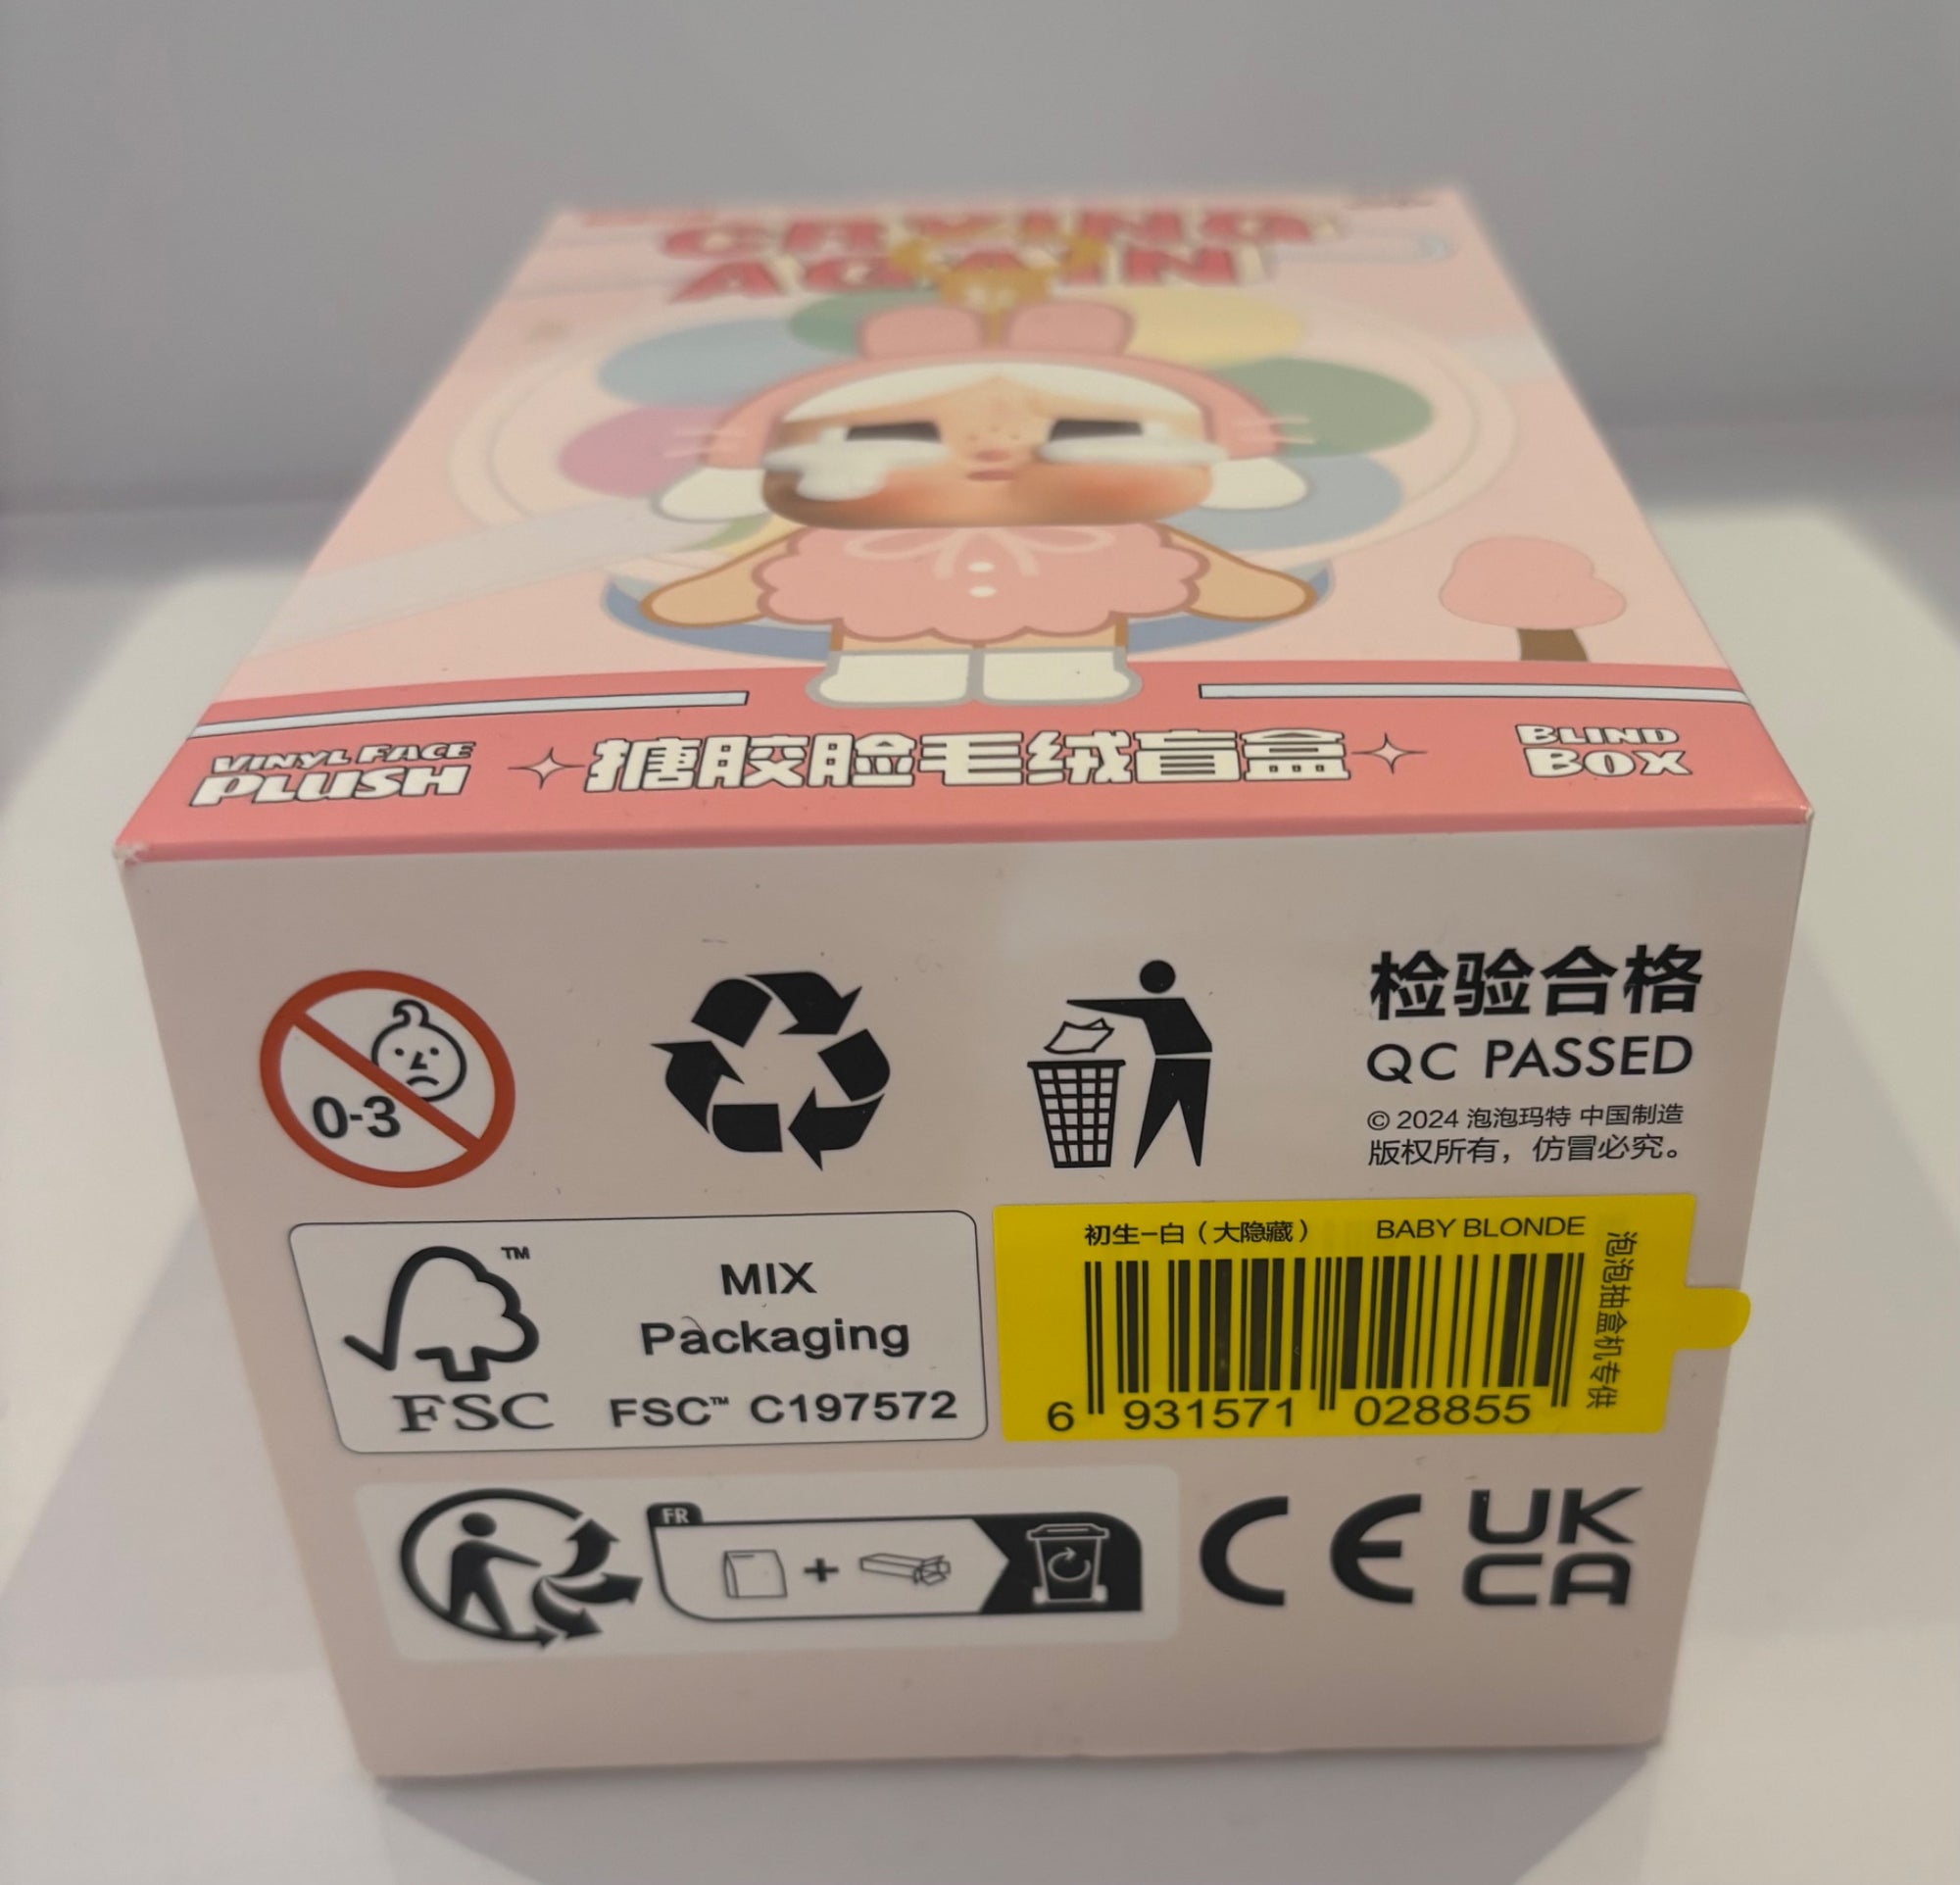 CRYING
AGAIN
VINYL FACE
PLUSH
搪胶脸毛绒盲盒
BLIND
BOX
0-3
检验合格
QC PASSED
© 2024 泡泡玛特 中国制造
版权所有，仿冒必究。
TM
FSC
MIX
Packaging
FSC™ C197572
初生-白（大隐藏） BABY BLONDE
泡泡抽盒机专供
6 931571 028855
FR
CE
UK
CA